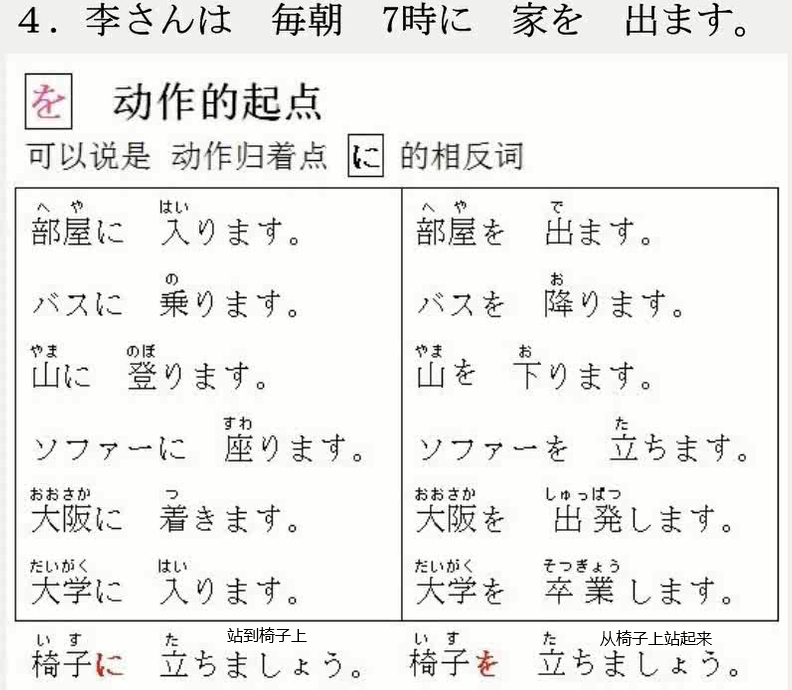 4．李さんは　毎朝　7時に　家を　出ます。
を　动作的起点
可以说是 动作归着点 に 的相反词
へ や　はい
部屋に　入ります。
へ や　で
部屋を　出ます。
の
バスに　乗ります。
お
バスを　降ります。
やま　のぼ
山に　登ります。
やま　お
山を　下ります。
すわ
ソファーに　座ります。
た
ソファーを　立ちます。
おおさか　つ
大阪に　着きます。
おおさか　しゅっぱつ
大阪を　出発します。
だいがく　はい
大学に　入ります。
だいがく　そつぎょう
大学を　卒業します。
い す　た　站到椅子上
椅子に　立ちましょう。
い す　た　从椅子上站起来
椅子を　立ちましょう。